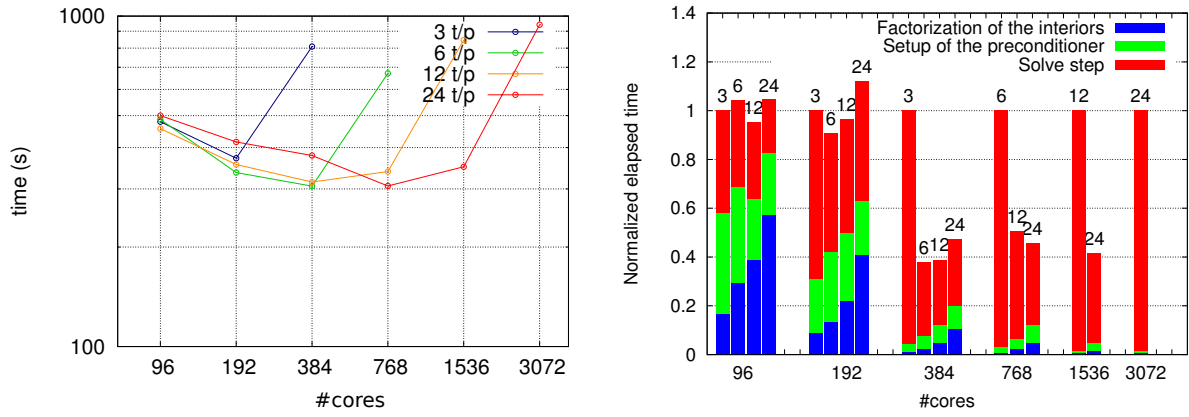 1000
100
time (s)
96 192 384 768 1536 3072
#cores
3 t/p
6 t/p
12 t/p
24 t/p
1.4
1.2
1
0.8
0.6
0.4
0.2
0
Normalized elapsed time
Factorization of the interiors
Setup of the preconditioner
Solve step
3 6 12 24
3 6 12 24
3 6 12 24
6 12 24
12 24
24
96 192 384 768 1536 3072
#cores